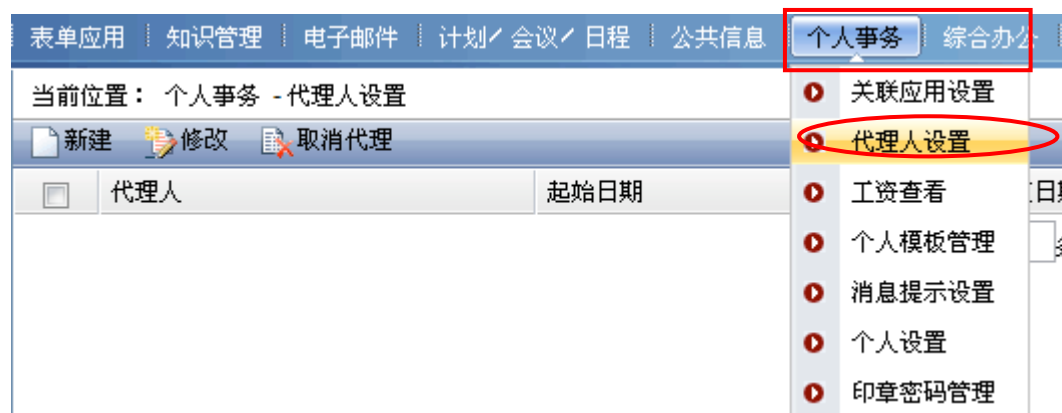 表单应用 知识管理 电子邮件 计划/会议/日程 公共信息 个人事务 综合办公
当前位置： 个人事务 -代理人设置
新建 修改 取消代理
代理人 起始日期
关联应用设置
代理人设置
工资查看
个人模板管理
消息提示设置
个人设置
印章密码管理